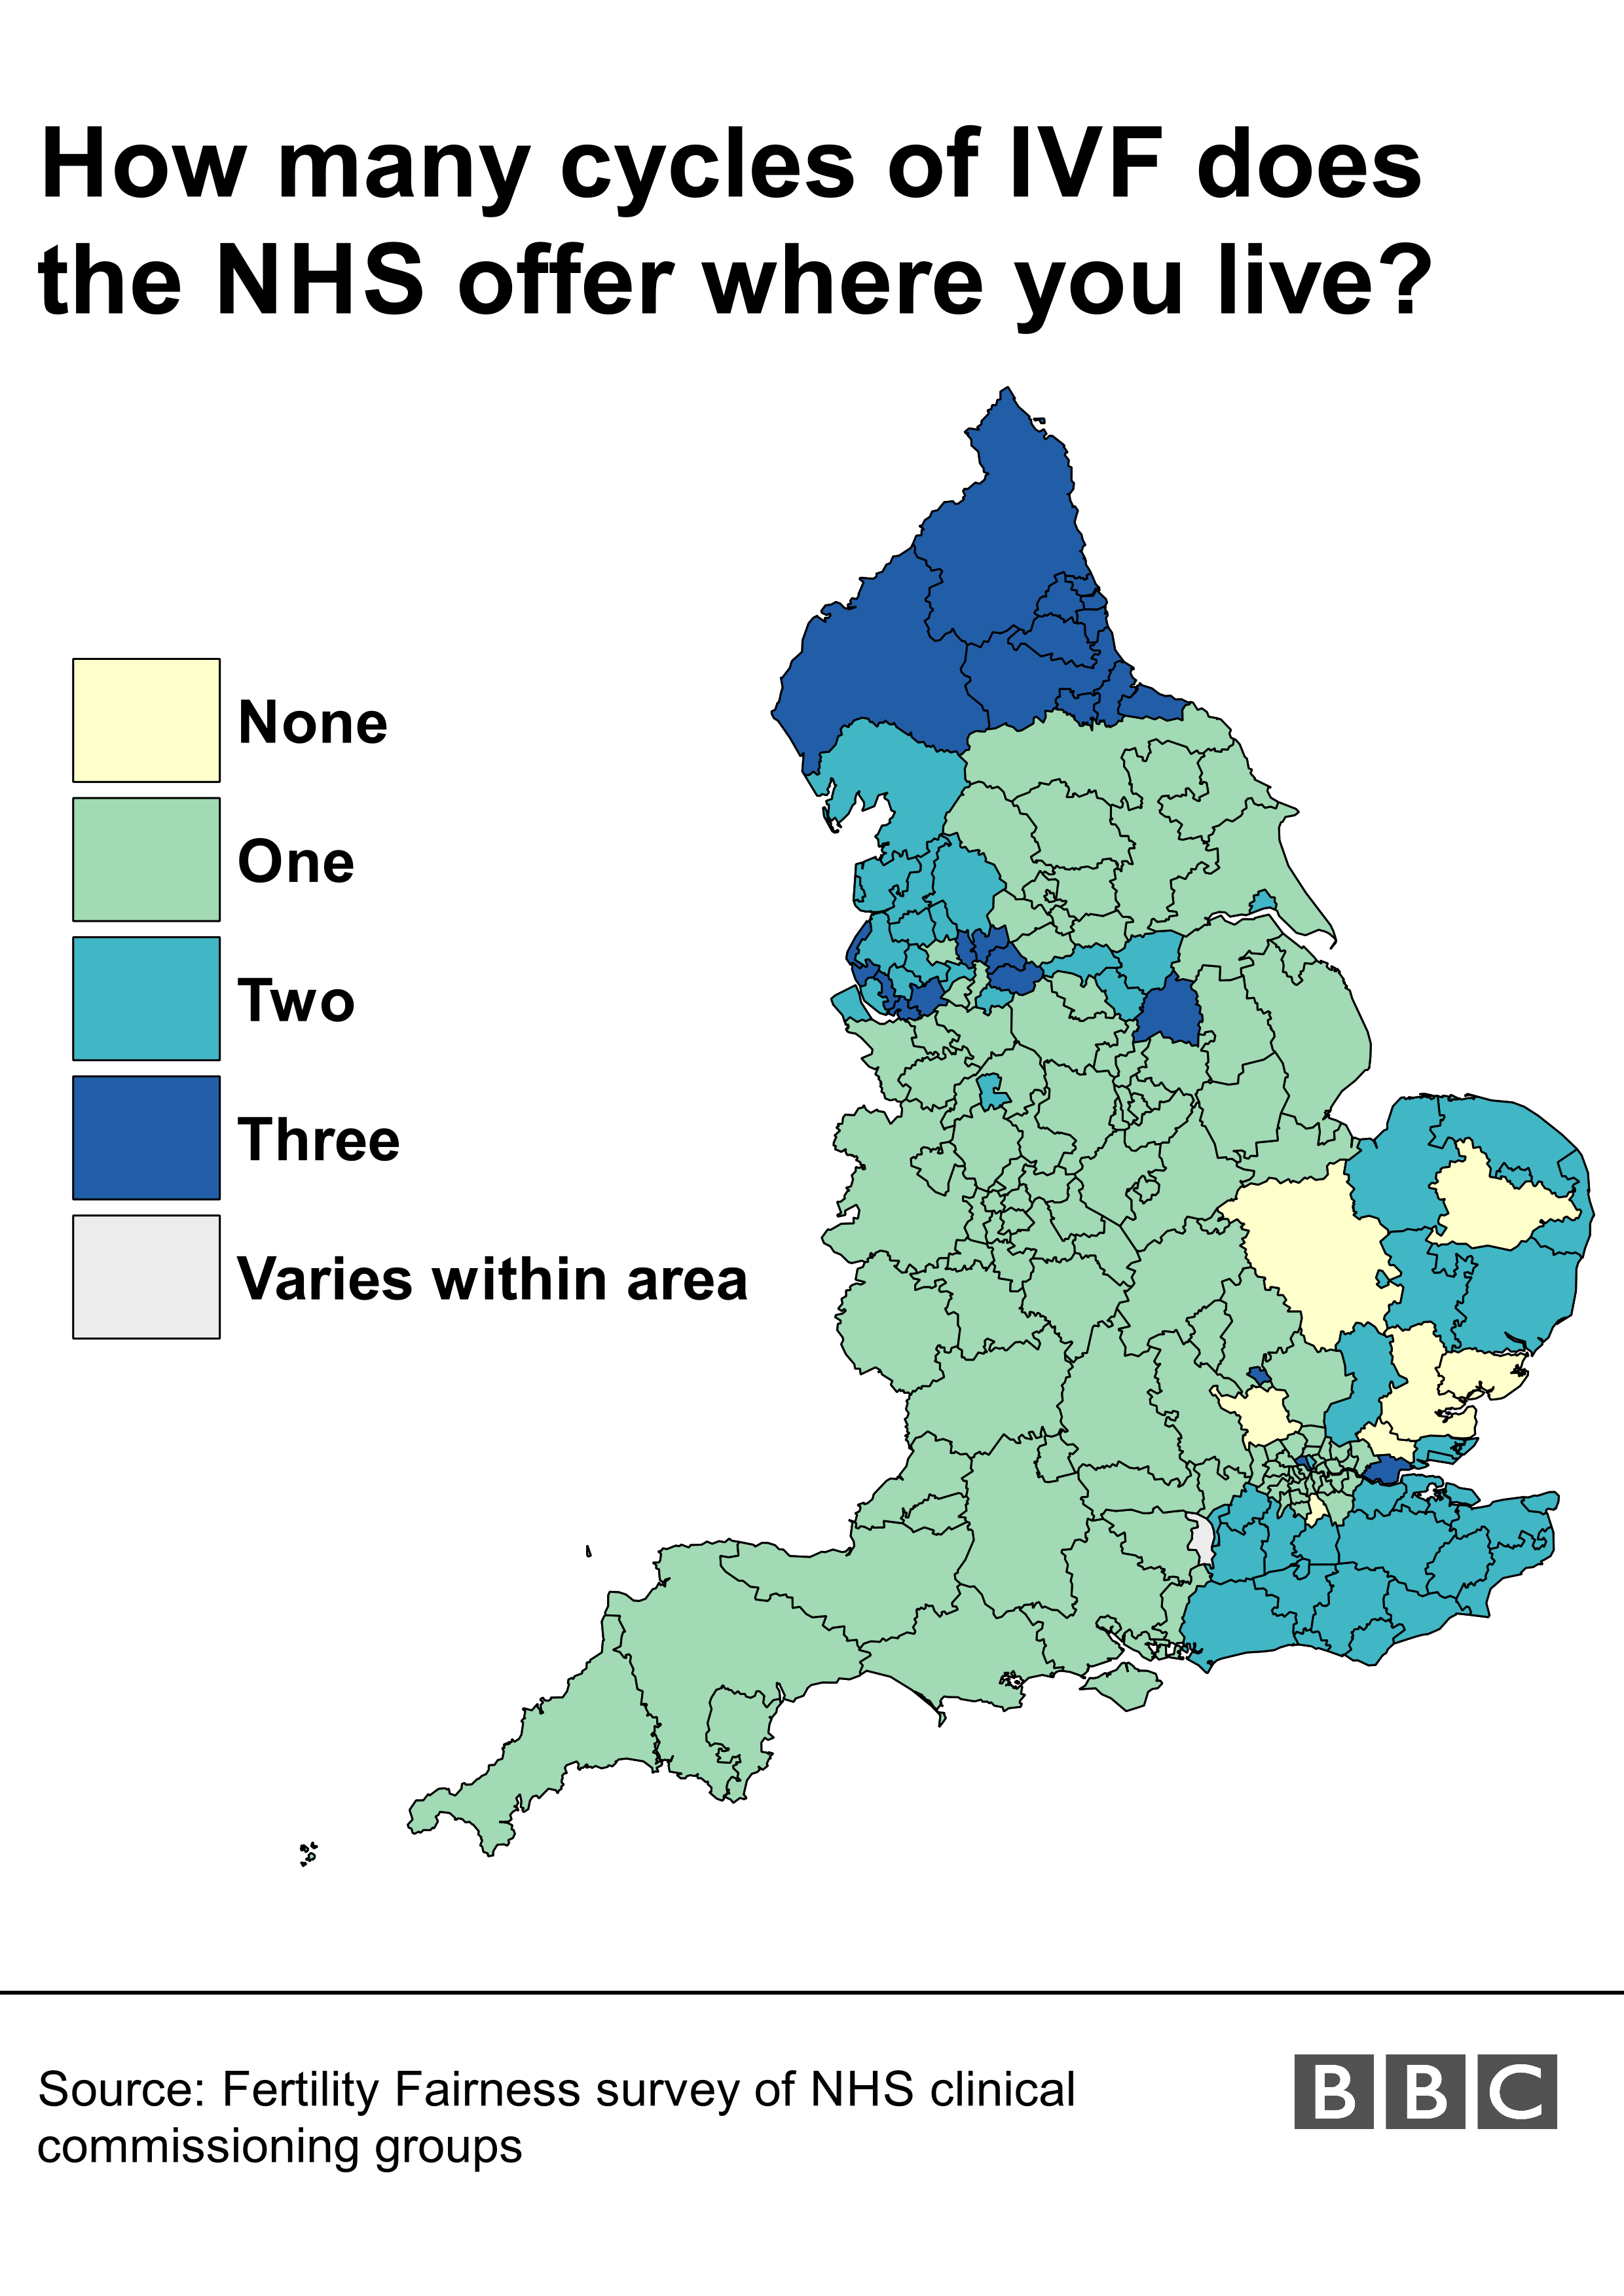 How many cycles of IVF does
the NHS offer where you live?
None
One
Two
Three
Varies within area
Source: Fertility Fairness survey of NHS clinical
commissioning groups
BBC